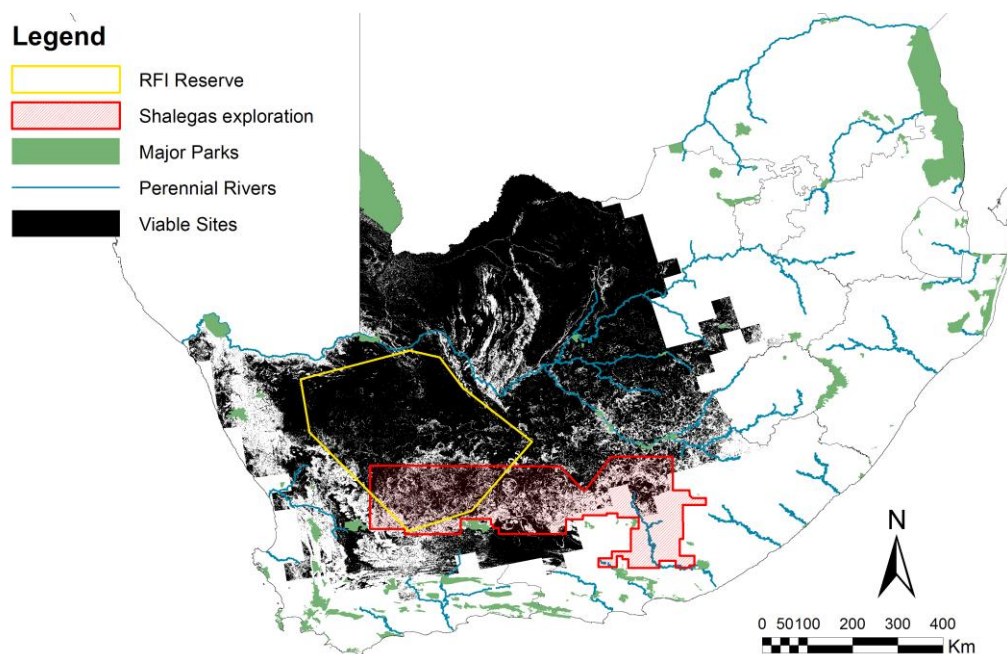 Legend
RFI Reserve
Shalegas exploration
Major Parks
Perennial Rivers
Viable Sites
N
0 50100 200 300 400
Km